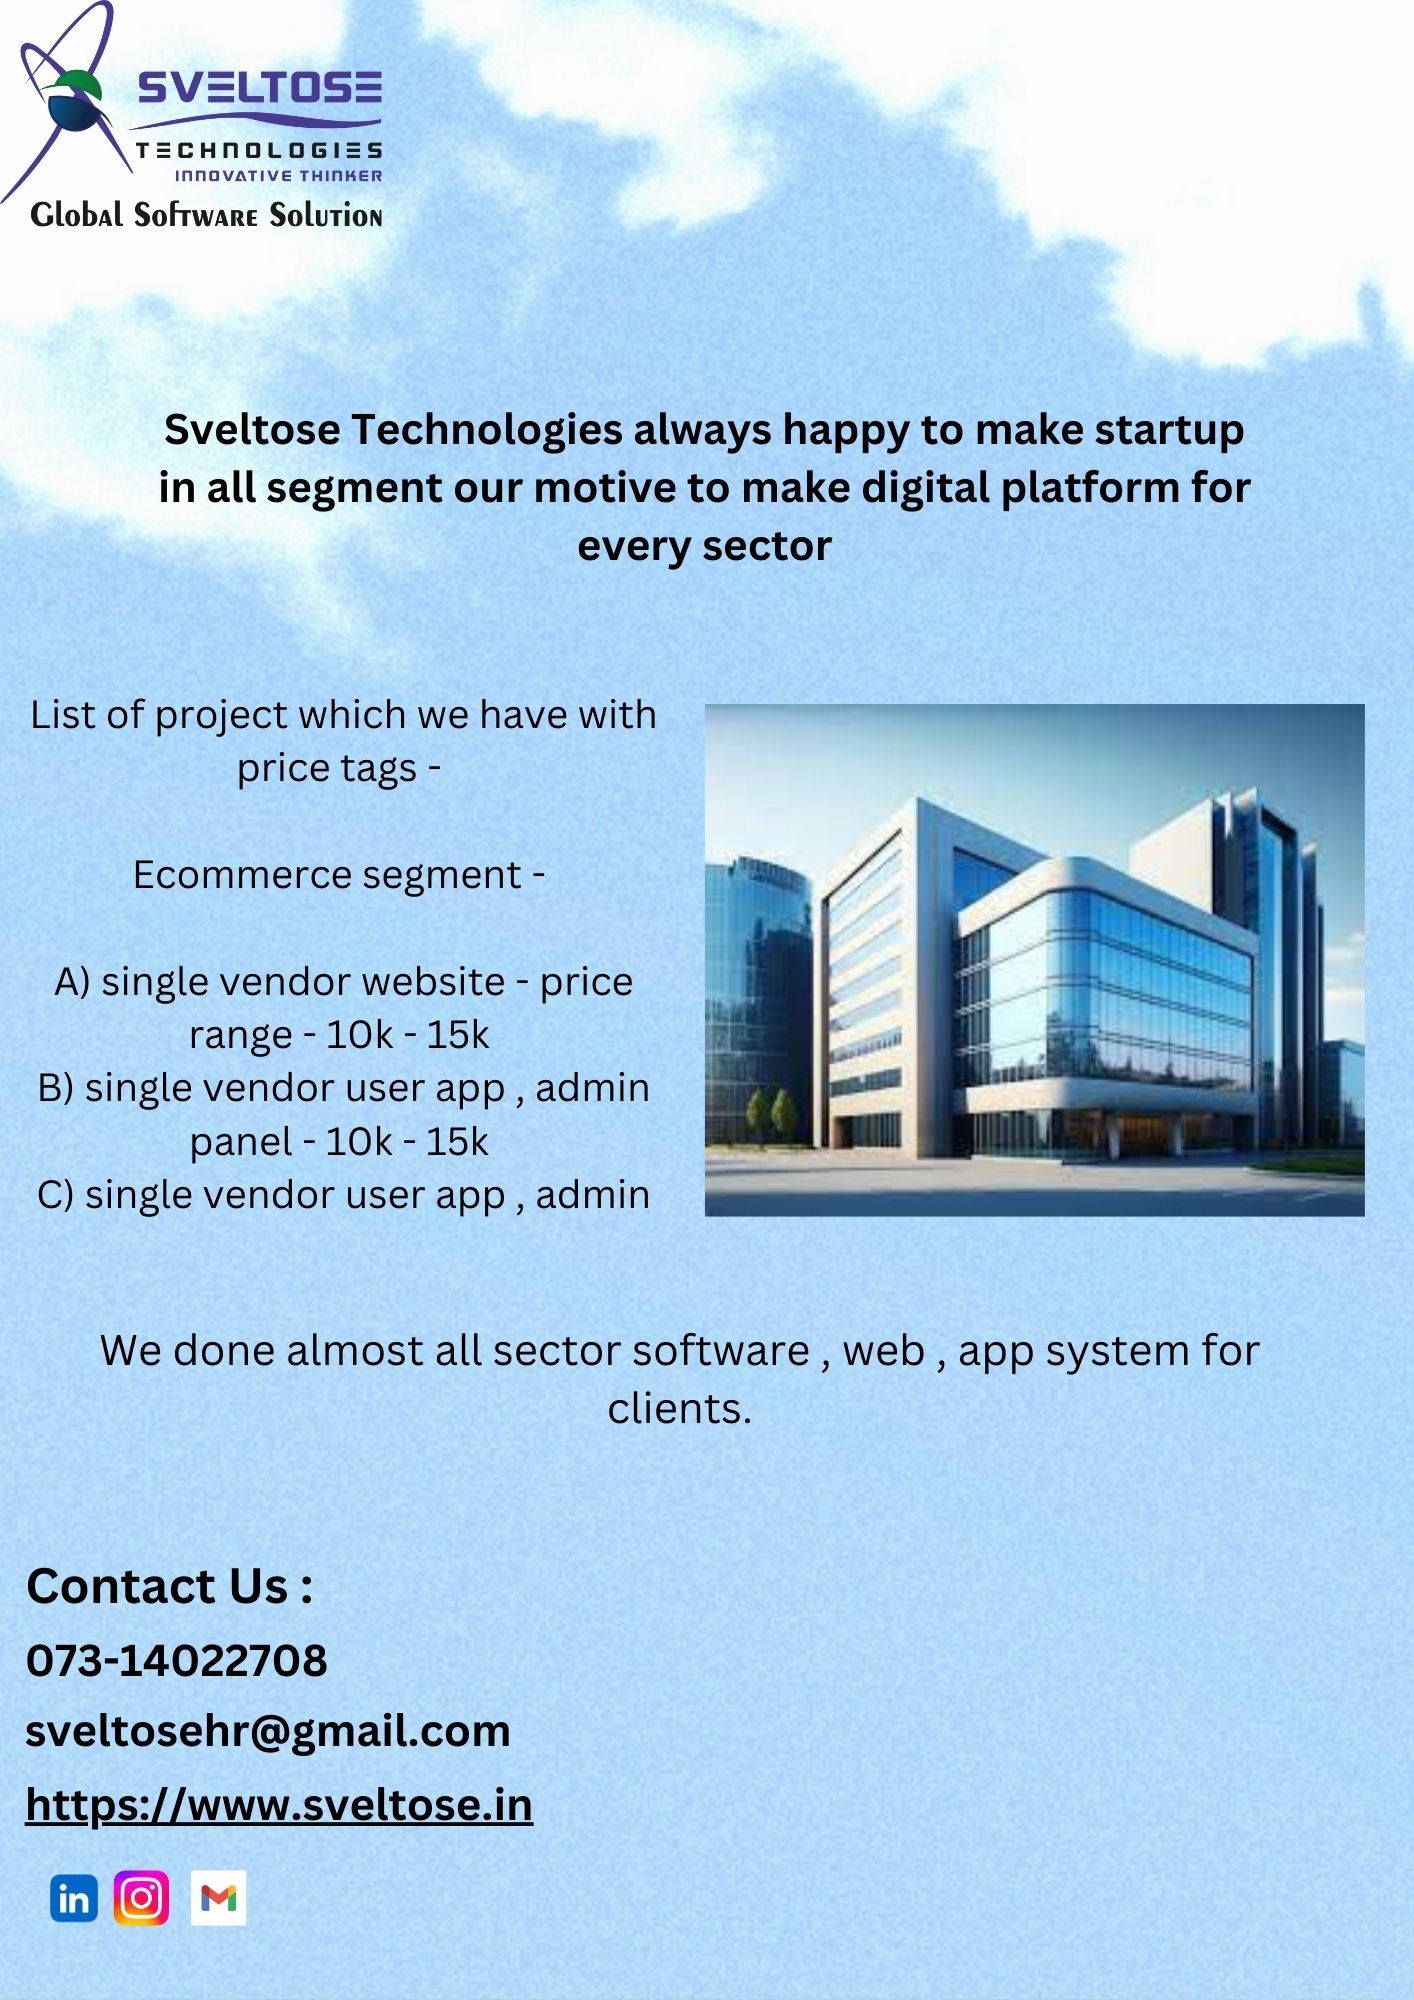 SVELTOSE
TECHNOLOGIES
INNOVATIVE THINKER
Global Software Solution
Sveltose Technologies always happy to make startup
in all segment our motive to make digital platform for
every sector
List of project which we have with
price tags -
Ecommerce segment -
A) single vendor website - price
range - 10k - 15k
B) single vendor user app , admin
panel - 10k - 15k
C) single vendor user app , admin
We done almost all sector software , web , app system for
clients.
Contact Us :
073-14022708
sveltosehr@gmail.com
https://www.sveltose.in
in